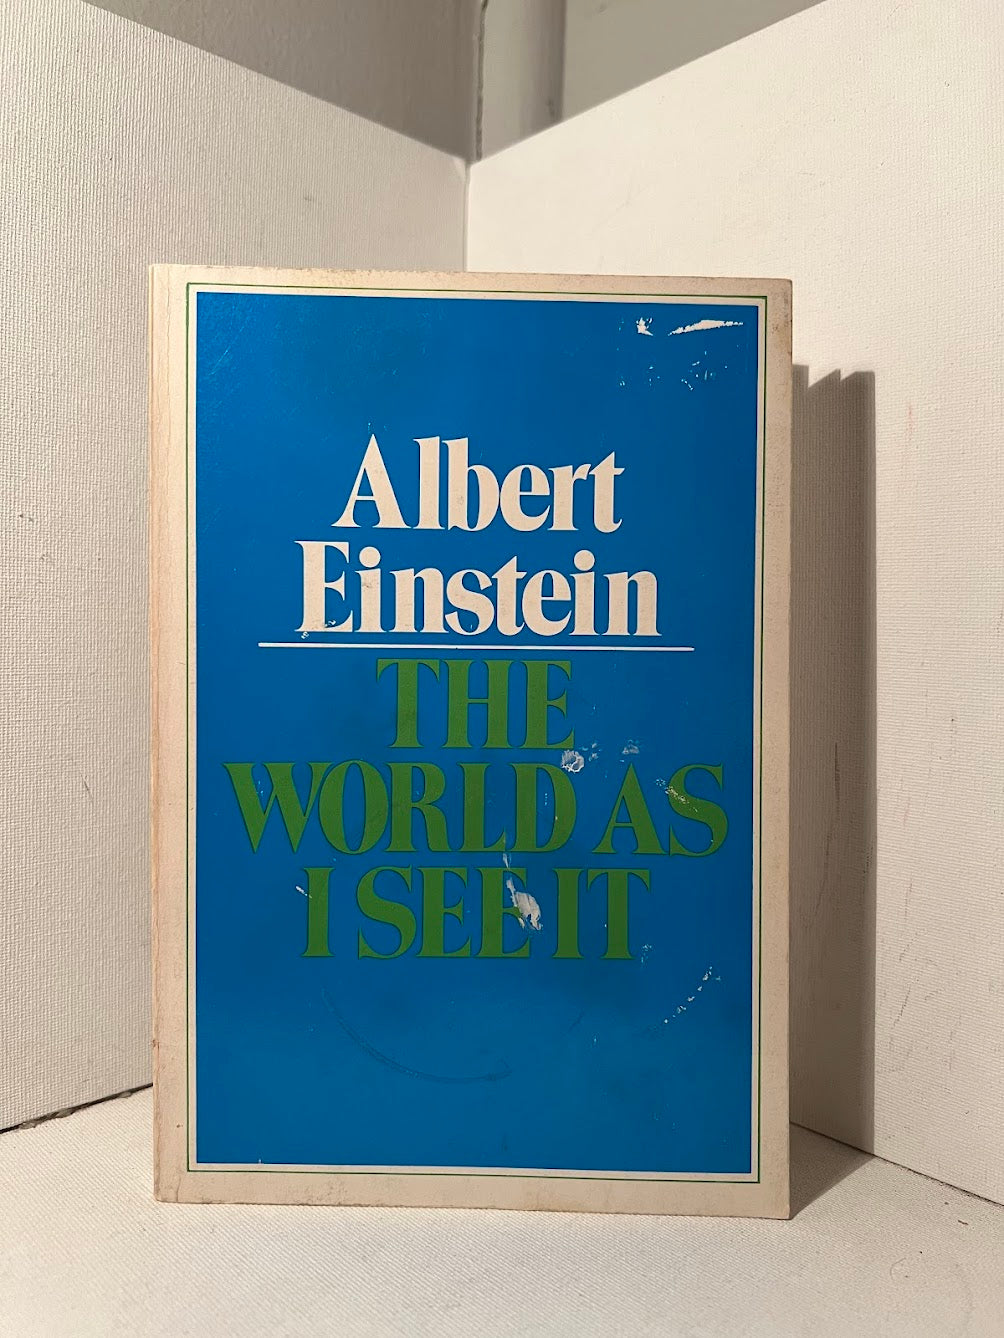 Albert
Einstein
THE
WORLD AS
I SEE IT